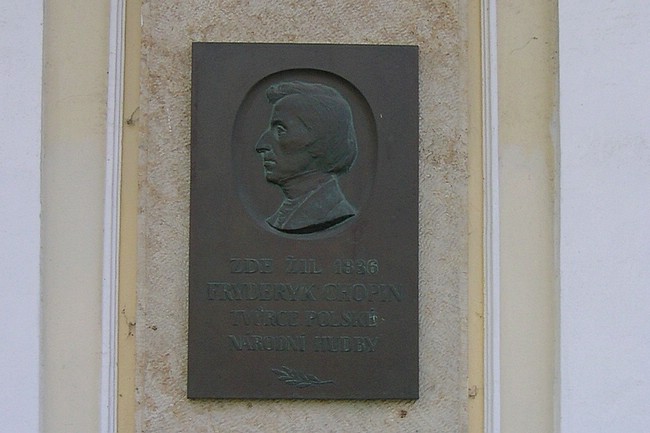 ZDE ŽIL 1836
FRYDERYK CHOPIN
TVŮRCE POLSKÉ
NÁRODNÍ HUDBY